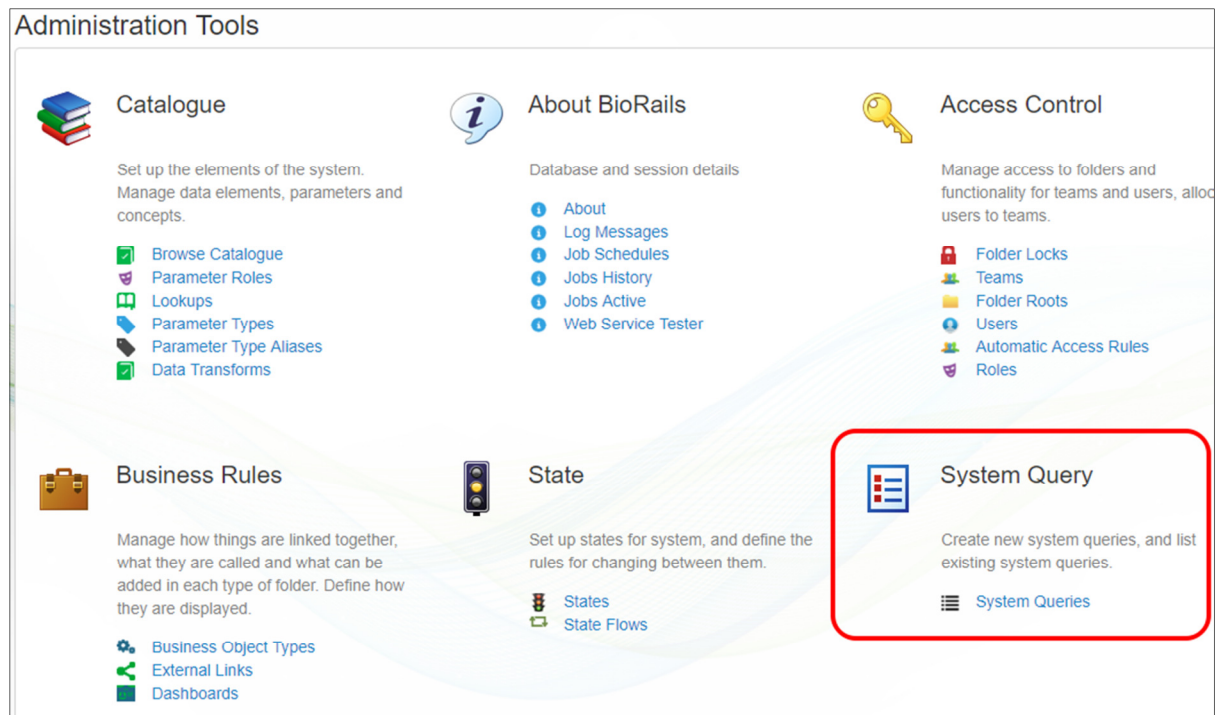 Administration Tools
Catalogue
Set up the elements of the system.
Manage data elements, parameters and
concepts.
Browse Catalogue
Parameter Roles
Lookups
Parameter Types
Parameter Type Aliases
Data Transforms
About BioRails
Database and session details
About
Log Messages
Job Schedules
Jobs History
Jobs Active
Web Service Tester
Access Control
Manage access to folders and
functionality for teams and users, alloc
users to teams.
Folder Locks
Teams
Folder Roots
Users
Automatic Access Rules
Roles
Business Rules
Manage how things are linked together,
what they are called and what can be
added in each type of folder. Define how
they are displayed.
Business Object Types
External Links
Dashboards
State
Set up states for system, and define the
rules for changing between them.
States
State Flows
System Query
Create new system queries, and list
existing system queries.
System Queries